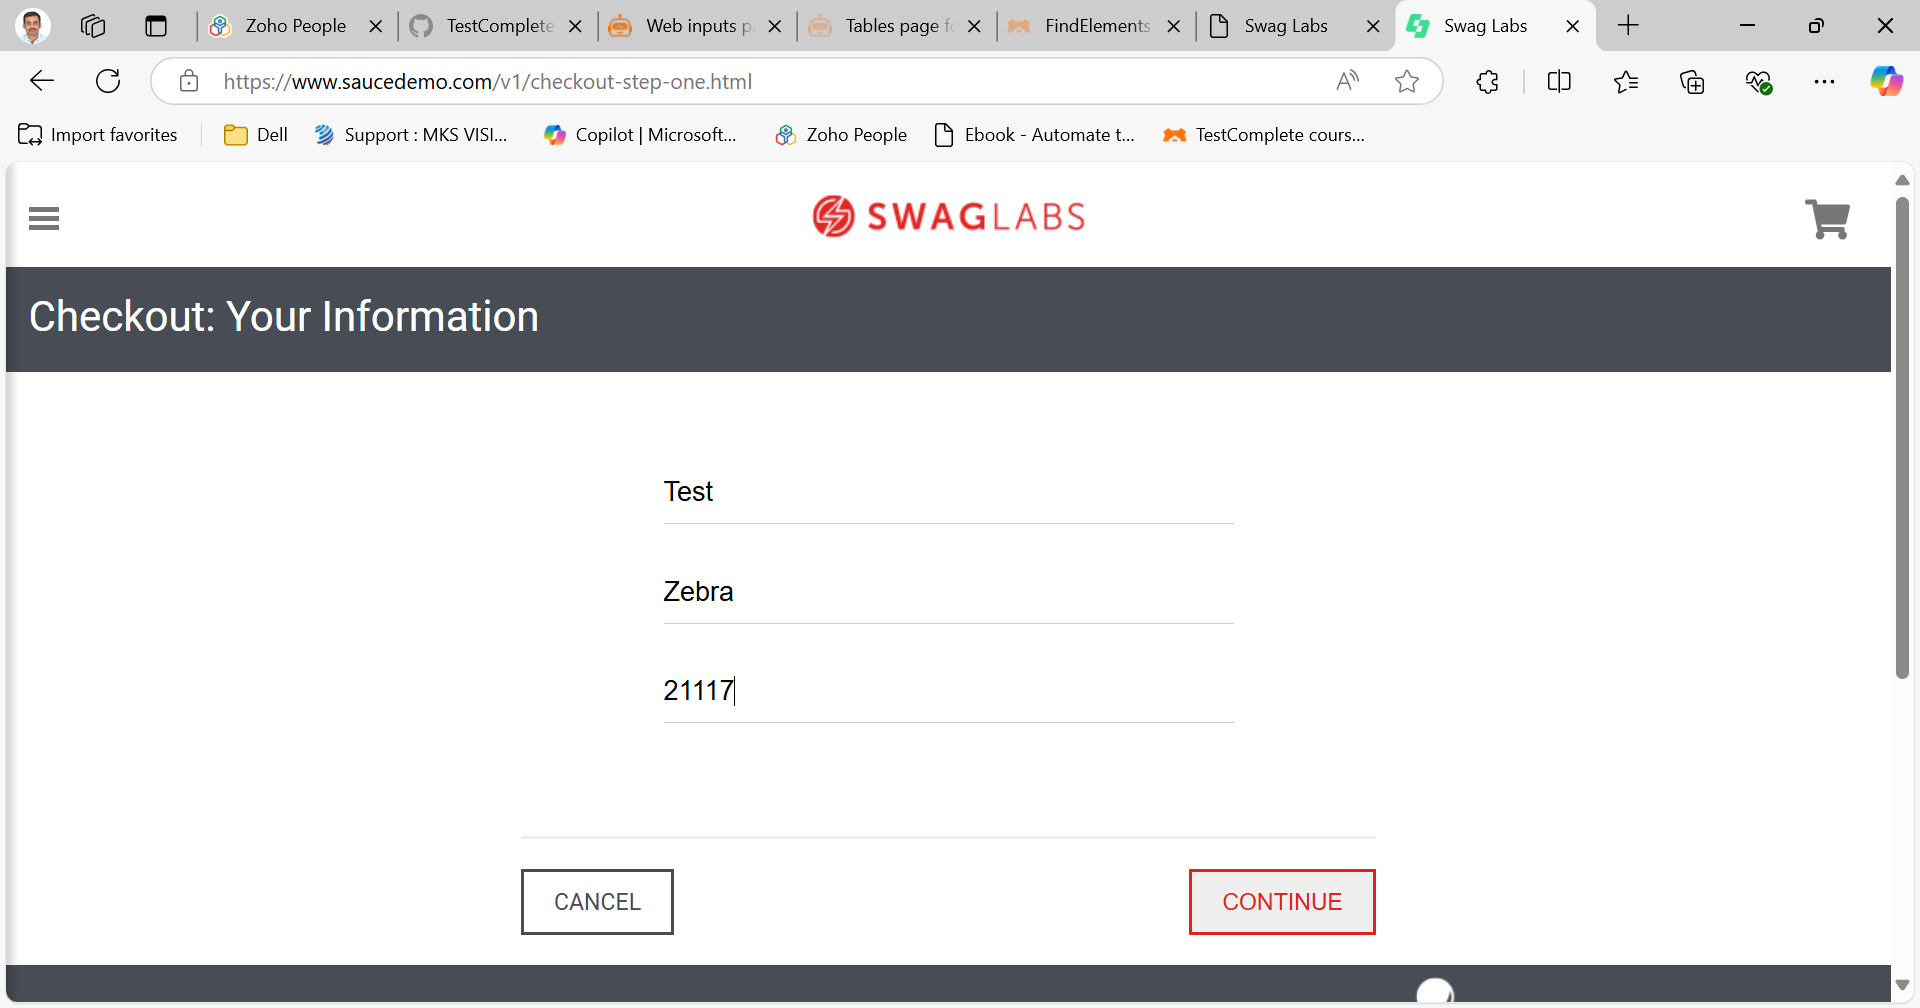 Zoho People
TestComplete
Web inputs p
Tables page fo
FindElements
Swag Labs
Swag Labs
https://www.saucedemo.com/v1/checkout-step-one.html
Import favorites
Dell
Support : MKS VISI...
Copilot | Microsoft...
Zoho People
Ebook - Automate t...
TestComplete cours...
SWAGLABS
Checkout: Your Information
Test
Zebra
21117
CANCEL
CONTINUE